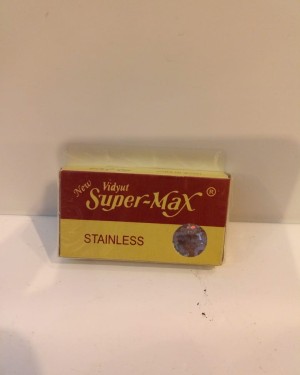 New
Vidyut
Super-Max ®
STAINLESS